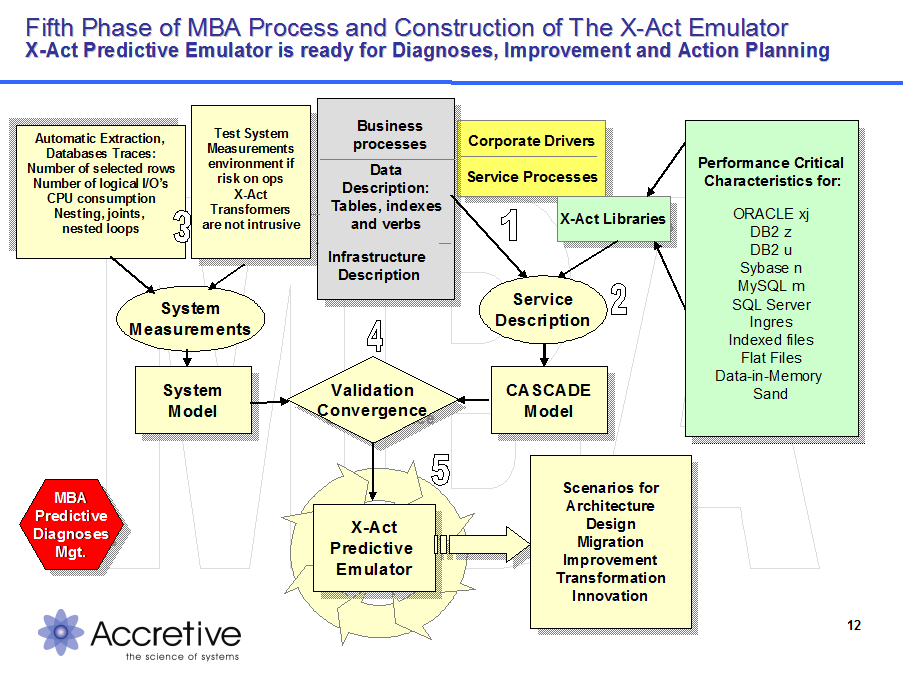 Fifth Phase of MBA Process and Construction of The X-Act Emulator
X-Act Predictive Emulator is ready for Diagnoses, Improvement and Action Planning
Automatic Extraction,
Databases Traces:
Number of selected rows
Number of logical I/O's
CPU consumption
Nesting, joints,
nested loops
3
Test System
Measurements
environment if
risk on ops
X-Act
Transformers
are not intrusive
Business
processes
Data
Description:
Tables, indexes
and verbs
Infrastructure
Description
Corporate Drivers
Service Processes
1
X-Act Libraries
Performance Critical
Characteristics for:
ORACLE xj
DB2 z
DB2 u
Sybase n
MySQL m
SQL Server
Ingres
Indexed files
Flat Files
Data-in-Memory
Sand
System
Measurements
Service
Description
2
4
System
Model
Validation
Convergence
CASCADE
Model
5
MBA
Predictive
Diagnoses
Mgt.
X-Act
Predictive
Emulator
Scenarios for
Architecture
Design
Migration
Improvement
Transformation
Innovation
Accretive
the science of systems
12